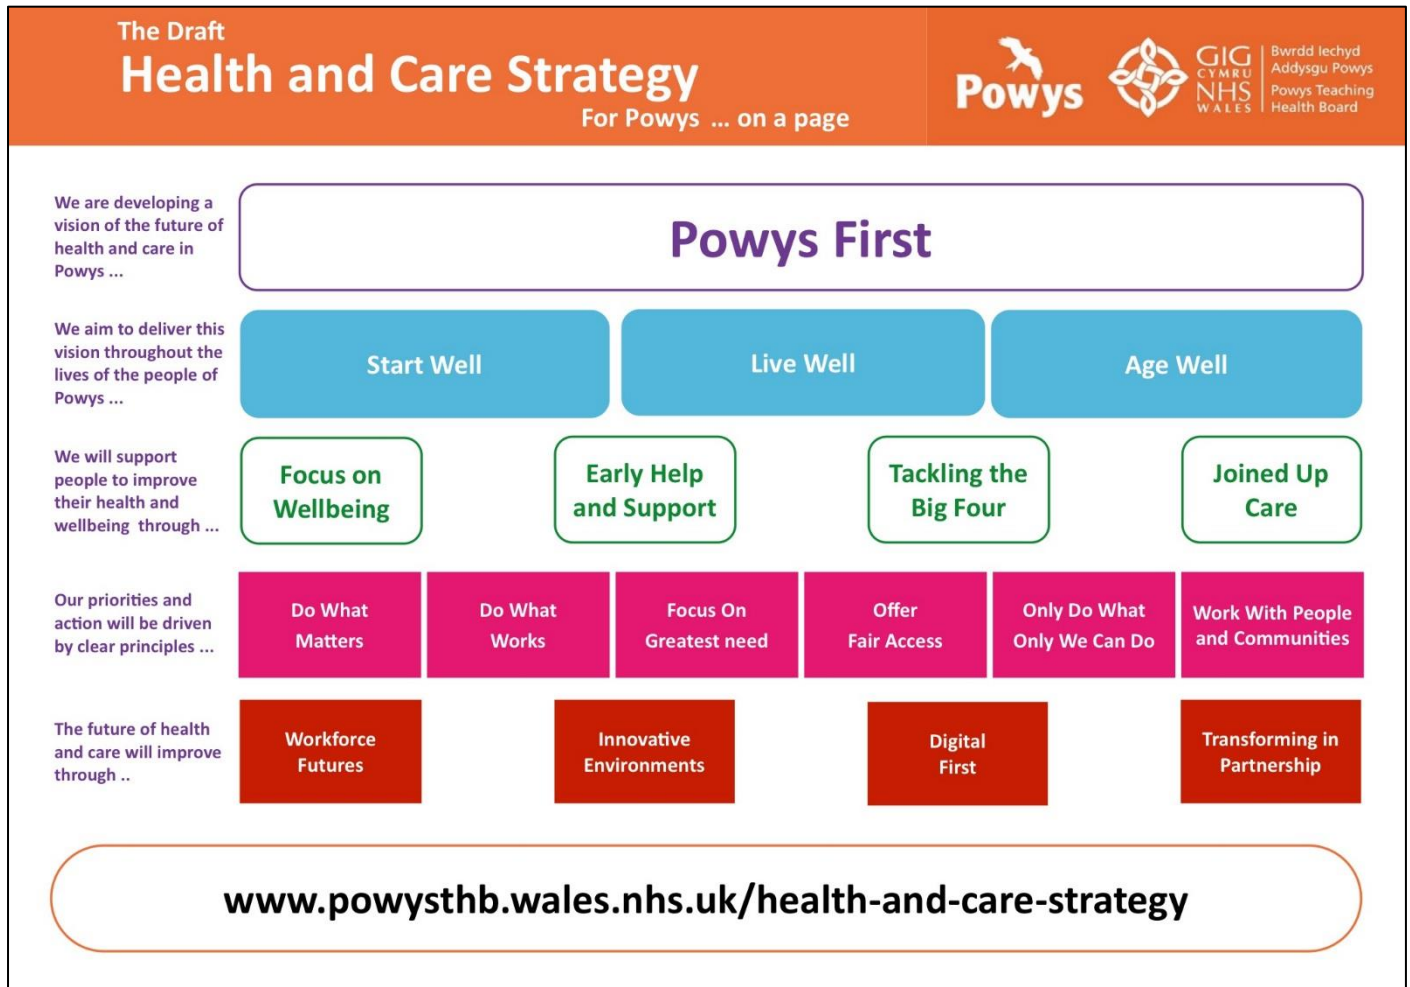 The Draft
Health and Care Strategy
For Powys ... on a page
Powys
GIG
CYMRU
NHS
WALES
Bwrdd Iechyd
Addysgu Powys
Powys Teaching
Health Board
We are developing a
vision of the future of
health and care in
Powys ...
Powys First
We aim to deliver this
vision throughout the
lives of the people of
Powys ...
Start Well
Live Well
Age Well
We will support
people to improve
their health and
wellbeing through ...
Focus on
Wellbeing
Early Help
and Support
Tackling the
Big Four
Joined Up
Care
Our priorities and
action will be driven
by clear principles ...
Do What
Matters
Do What
Works
Focus On
Greatest need
Offer
Fair Access
Only Do What
Only We Can Do
Work With People
and Communities
The future of health
and care will improve
through ..
Workforce
Futures
Innovative
Environments
Digital
First
Transforming in
Partnership
www.powysthb.wales.nhs.uk/health-and-care-strategy